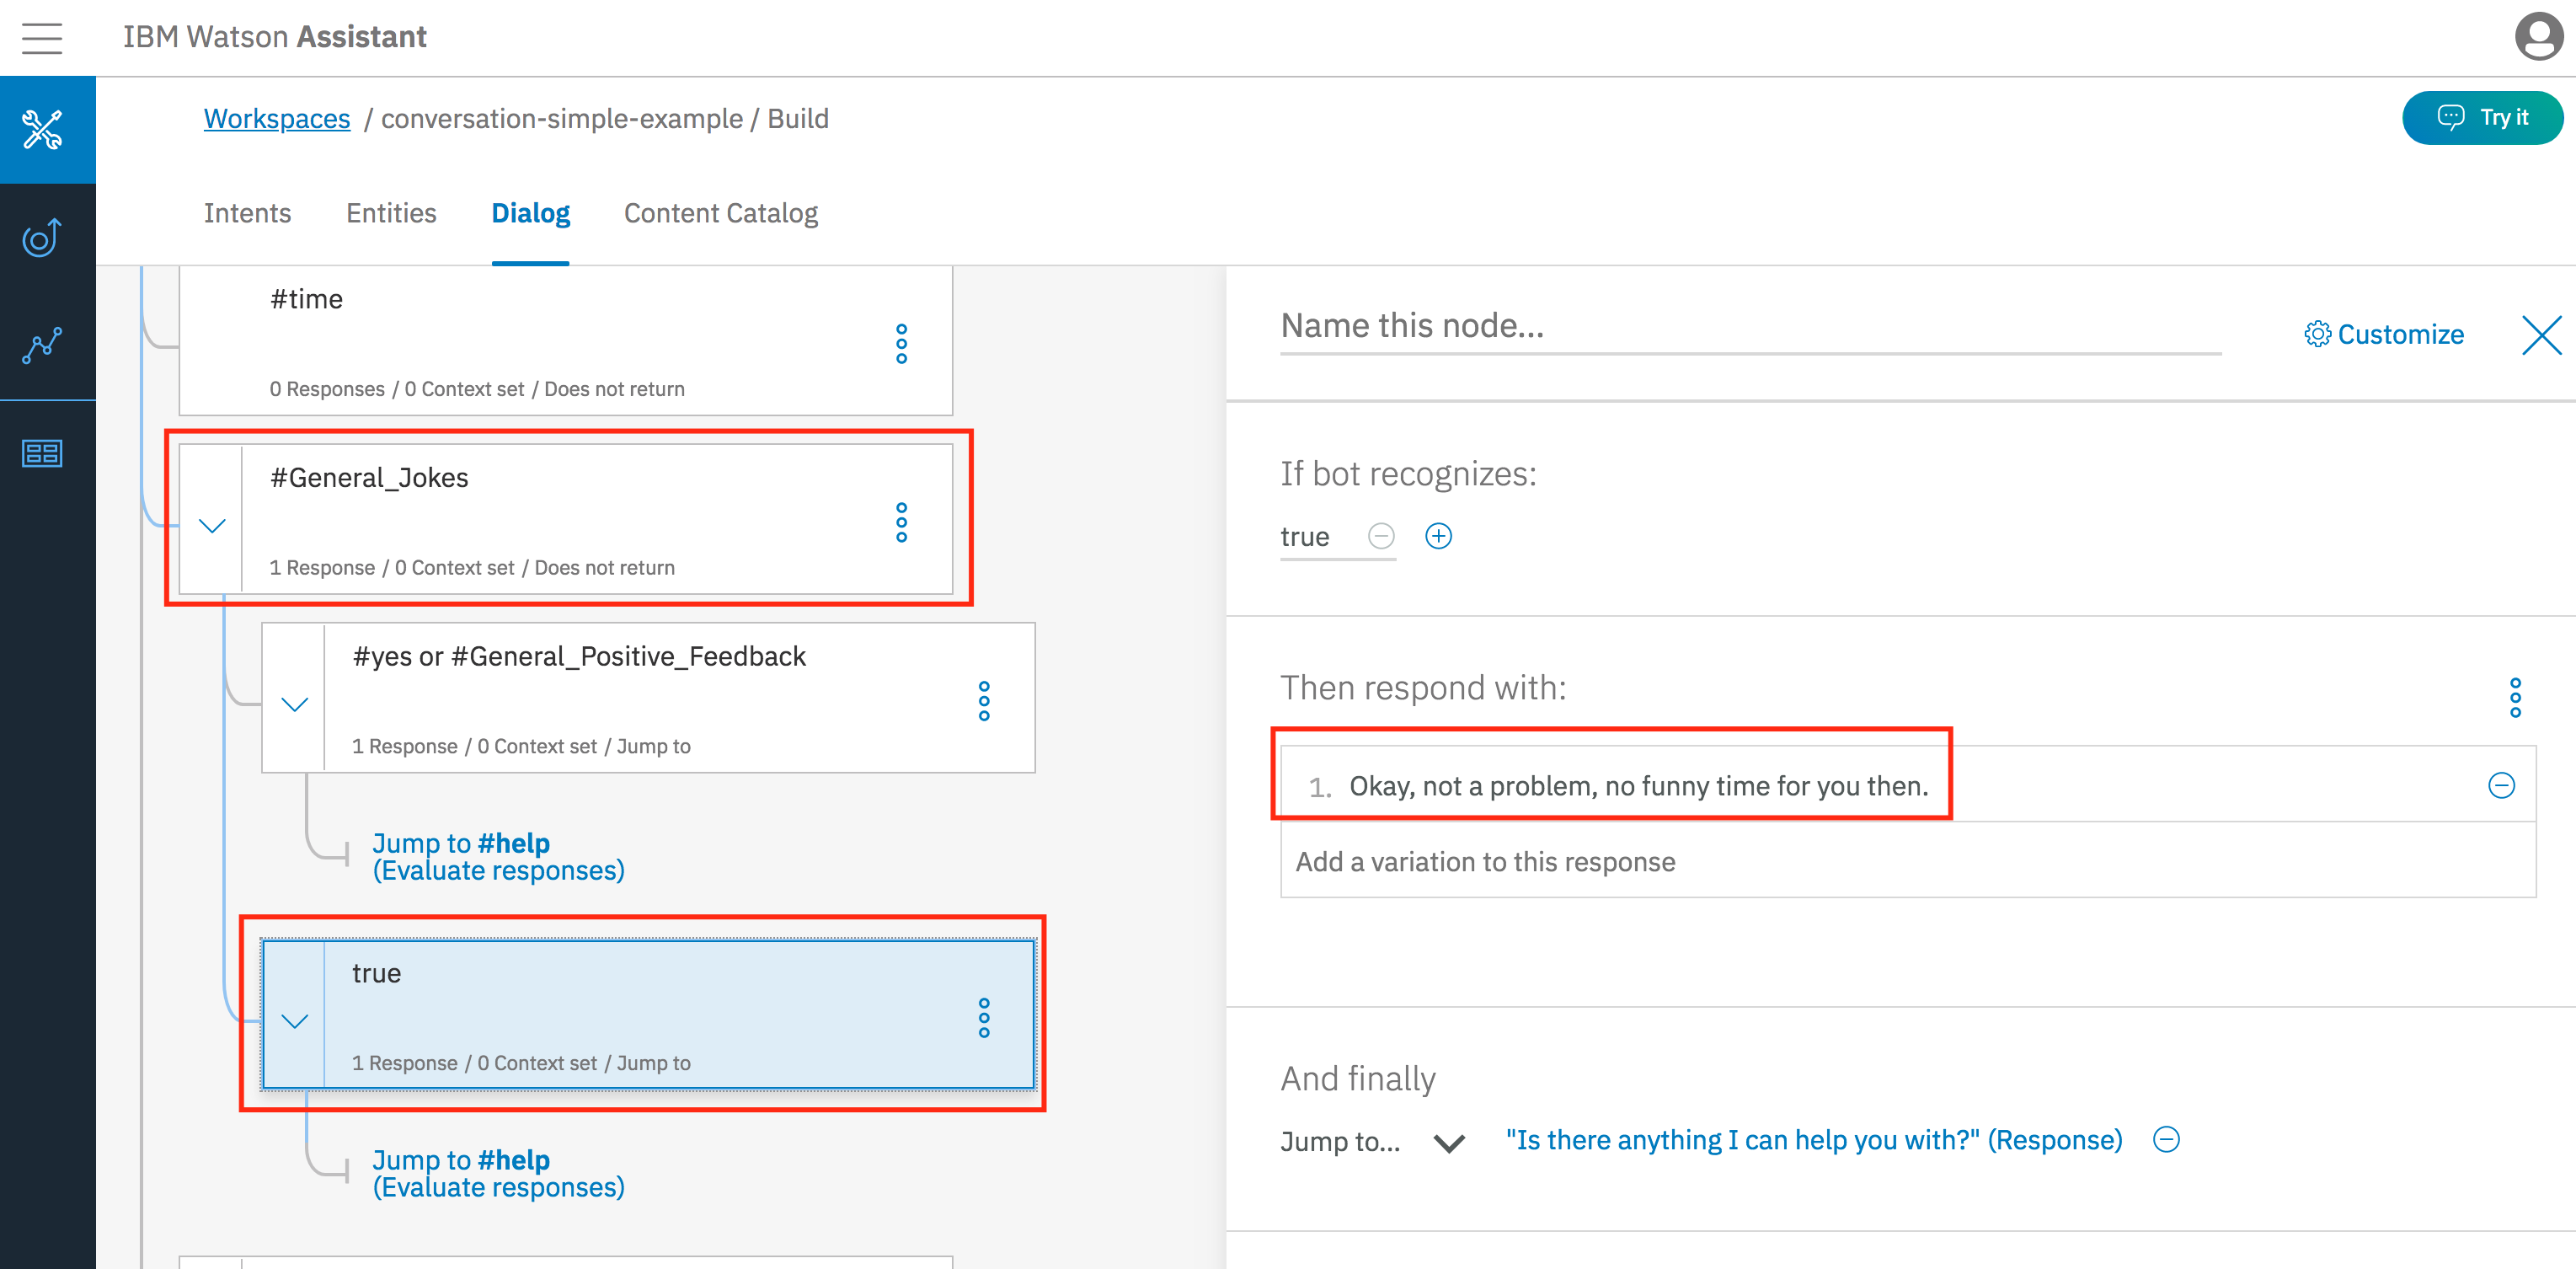 IBM Watson Assistant
Workspaces / conversation-simple-example / Build
Try it
Intents Entities Dialog Content Catalog
#time
0 Responses / 0 Context set / Does not return
#General_Jokes
1 Response / 0 Context set / Does not return
#yes or #General_Positive_Feedback
1 Response / 0 Context set / Jump to
Jump to #help
(Evaluate responses)
true
1 Response / 0 Context set / Jump to
Jump to #help
(Evaluate responses)
Name this node...
Customize
If bot recognizes:
true
Then respond with:
1. Okay, not a problem, no funny time for you then.
Add a variation to this response
And finally
Jump to... "Is there anything I can help you with?" (Response)